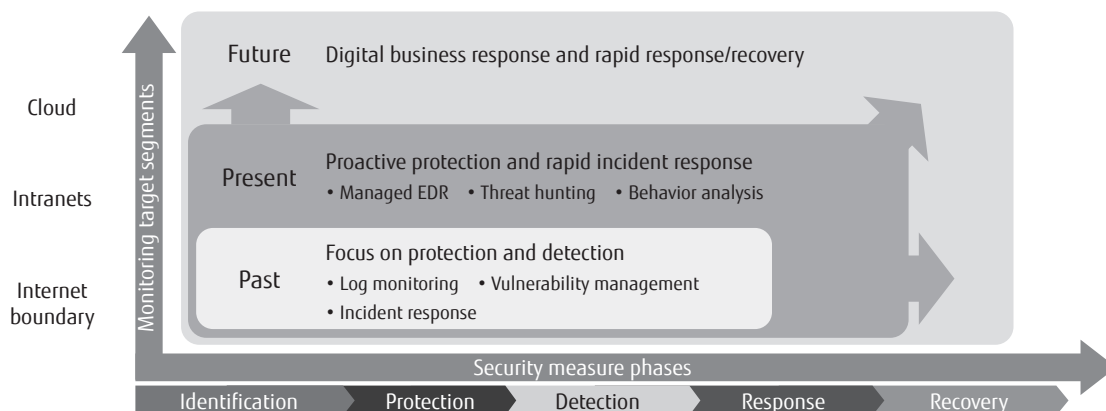 Future Digital business response and rapid response/recovery
Cloud
Monitoring target segments
Present
Proactive protection and rapid incident response
• Managed EDR • Threat hunting • Behavior analysis
Intranets
Past
Focus on protection and detection
• Log monitoring • Vulnerability management
• Incident response
Internet
boundary
Security measure phases
Identification Protection Detection Response Recovery